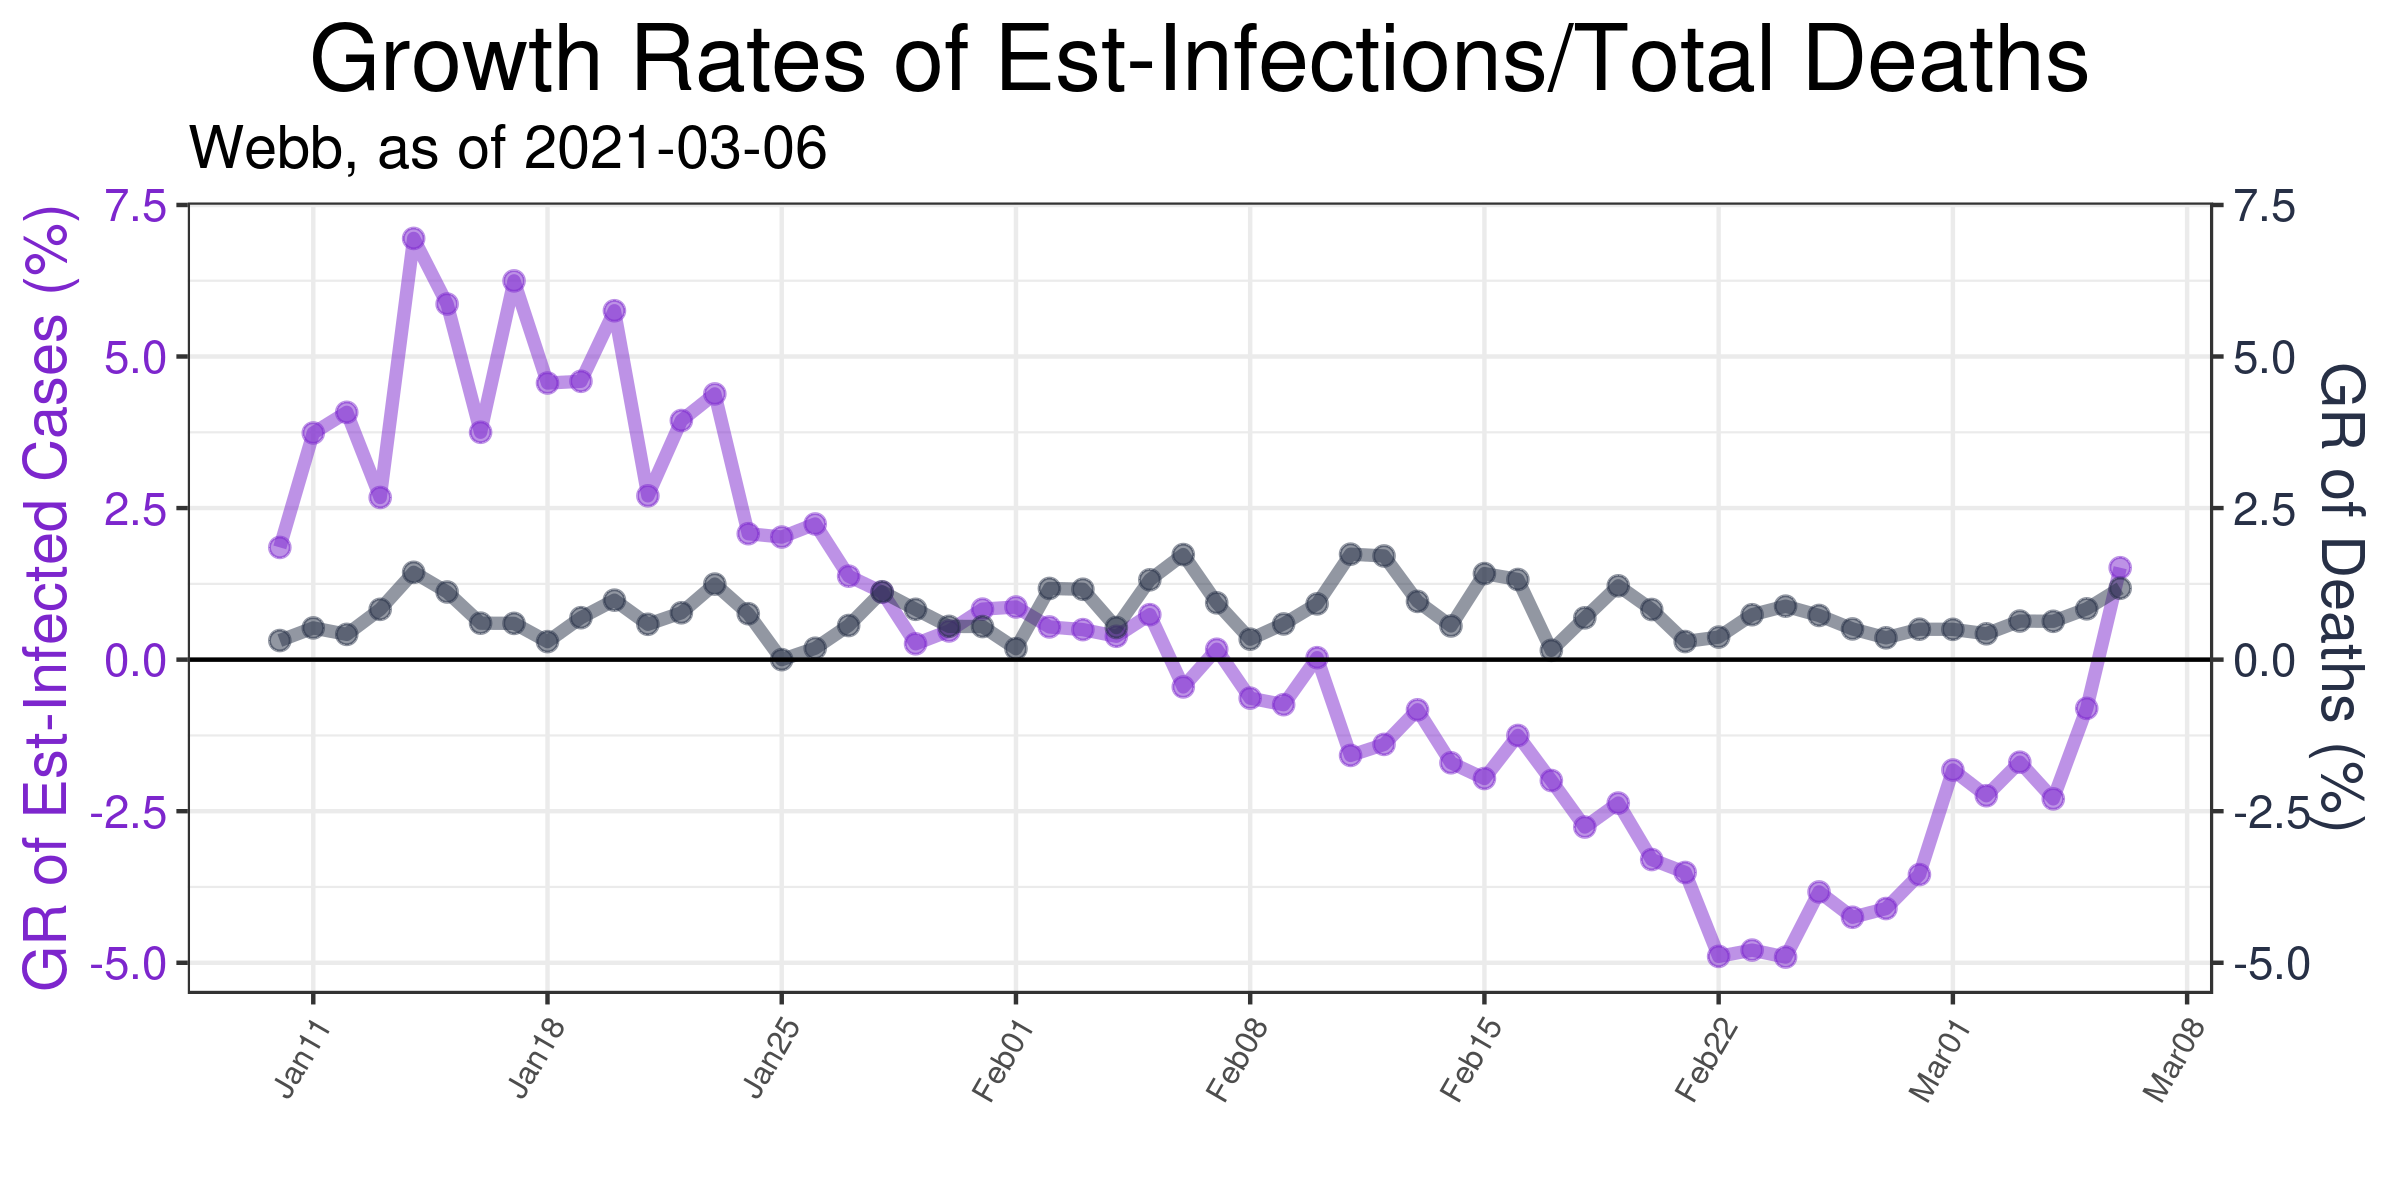 Growth Rates of Est-Infections/Total Deaths
Webb, as of 2021-03-06
GR of Est-Infected Cases (%)
7.5
5.0
2.5
0.0
-2.5
-5.0
7.5
5.0
2.5
0.0
-2.5
-5.0
GR of Deaths (%)
Jan11
Jan18
Jan25
Feb01
Feb08
Feb15
Feb22
Mar01
Mar08